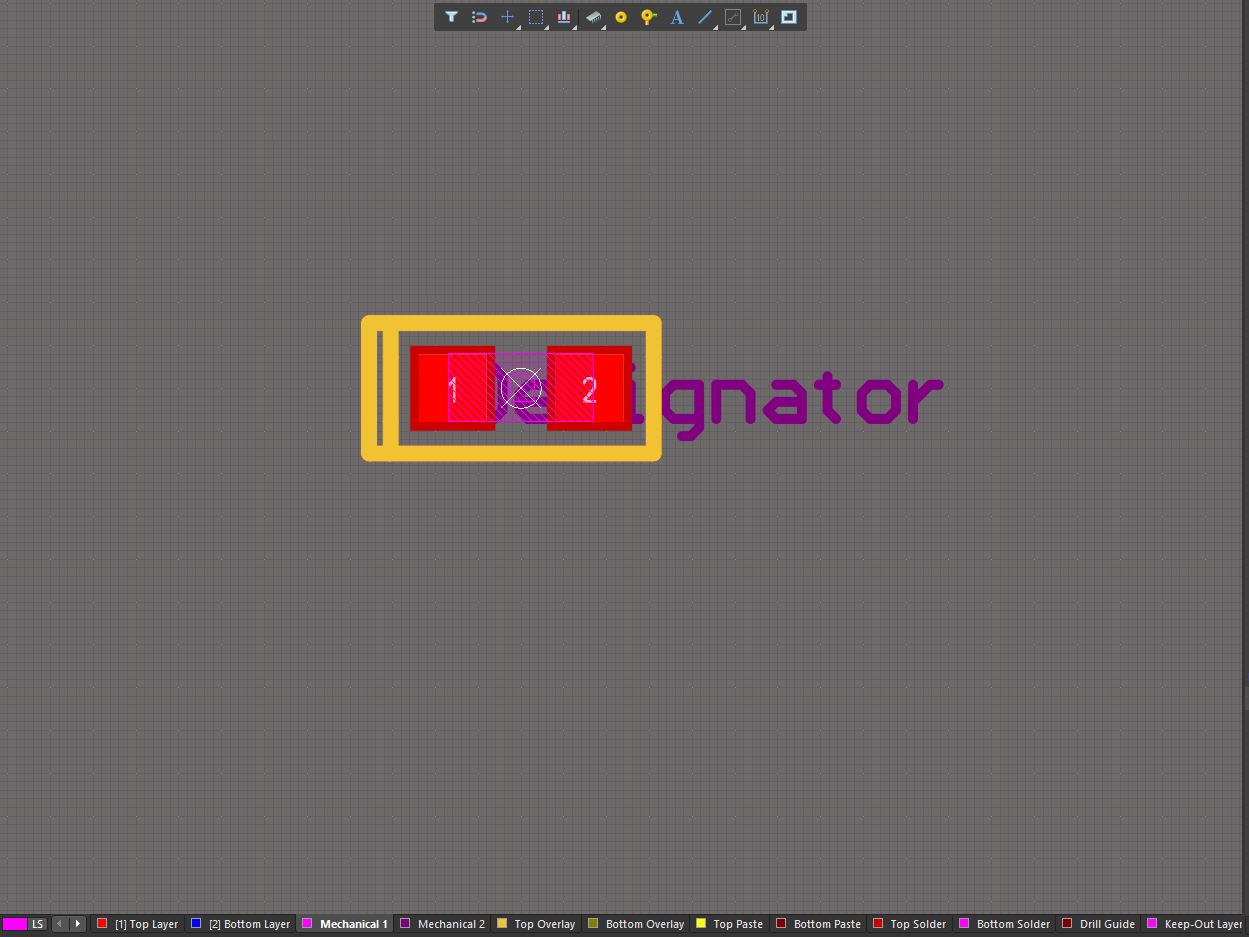 A
10
1
2
ignator
LS
[1] Top Layer
[2] Bottom Layer
Mechanical 1
Mechanical 2
Top Overlay
Bottom Overlay
Top Paste
Bottom Paste
Top Solder
Bottom Solder
Drill Guide
Keep-Out Layer